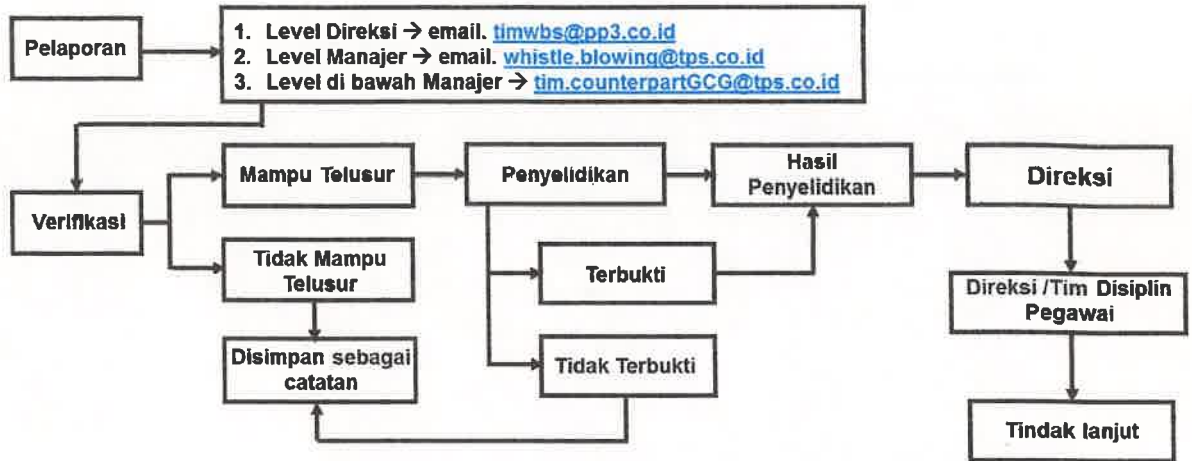 Pelaporan
1. Level Direksi → email. timwbs@pp3.co.id
2. Level Manajer → email. whistle.blowing@tps.co.id
3. Level di bawah Manajer → tim.counterpartGCG@tps.co.id
Verifikasi
Mampu Telusur
Penyelidikan
Hasil
Penyelidikan
Direksi
Tidak Mampu
Telusur
Terbukti
Direksi /Tim Disiplin
Pegawai
Disimpan sebagai
catatan
Tidak Terbukti
Tindak lanjut